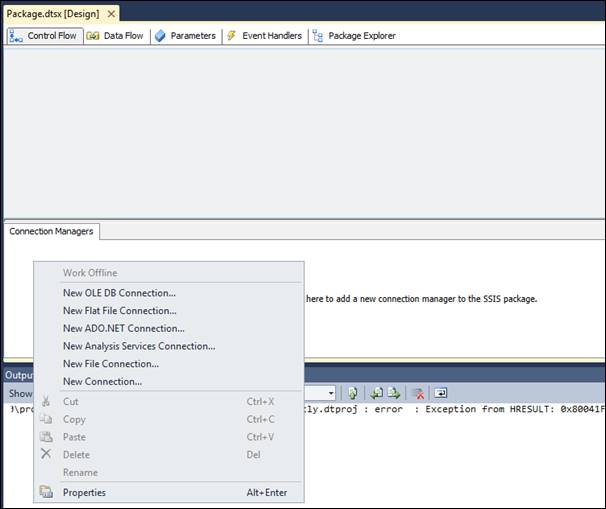 Package.dtsx [Design]
Control Flow Data Flow Parameters Event Handlers Package Explorer
Connection Managers
here to add a new connection manager to the SSIS package.
Work Offline
New OLE DB Connection...
New Flat File Connection...
New ADO.NET Connection...
New Analysis Services Connection...
New File Connection...
New Connection...
Outpu
Show
tly.dtproj : error : Exception from HRESULT: 0x80041F
Cut Ctrl+X
Copy Ctrl+C
Paste Ctrl+V
Delete Del
Rename
Properties Alt+Enter